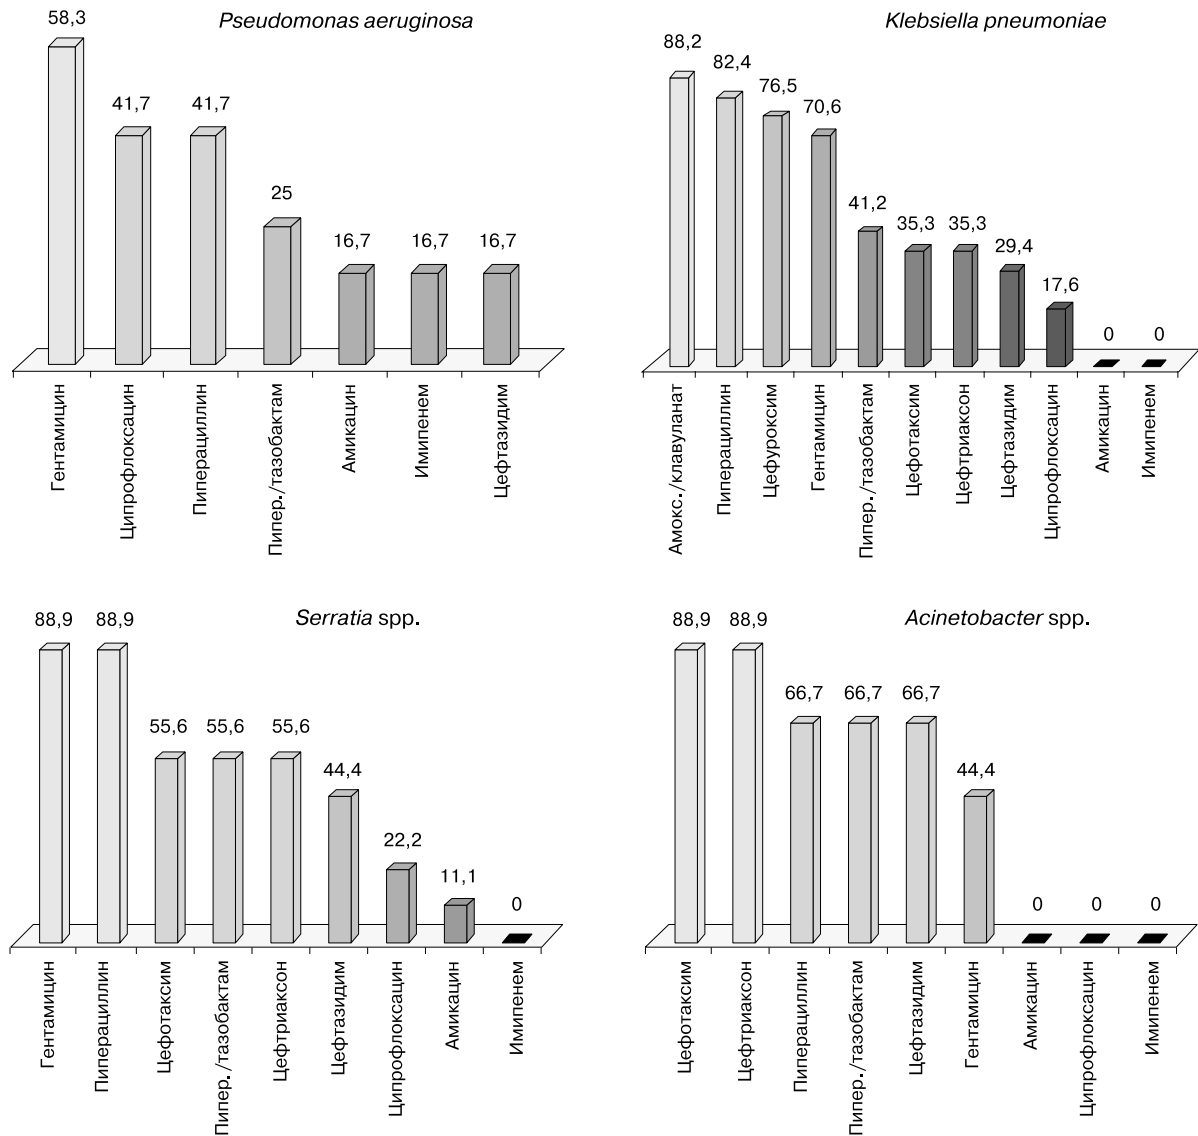 Pseudomonas aeruginosa
58,3
41,7
41,7
25
16,7
16,7
16,7
Гентамицин
Ципрофлоксацин
Пиперациллин
Пипер./тазобактам
Амикацин
Имипенем
Цефтазидим
Klebsiella pneumoniae
88,2
82,4
76,5
70,6
41,2
35,3
35,3
29,4
17,6
0
0
Амокс./клавуланат
Пиперациллин
Цефуроксим
Гентамицин
Пипер./тазобактам
Цефотаксим
Цефтриаксон
Цефтазидим
Ципрофлоксацин
Амикацин
Имипенем
Serratia spp.
88,9
88,9
55,6
55,6
55,6
44,4
22,2
11,1
0
Гентамицин
Пиперациллин
Цефотаксим
Пипер./тазобактам
Цефтриаксон
Цефтазидим
Ципрофлоксацин
Амикацин
Имипенем
Acinetobacter spp.
88,9
88,9
66,7
66,7
66,7
44,4
0
0
0
Цефотаксим
Цефтриаксон
Пиперациллин
Пипер./тазобактам
Цефтазидим
Гентамицин
Амикацин
Ципрофлоксацин
Имипенем